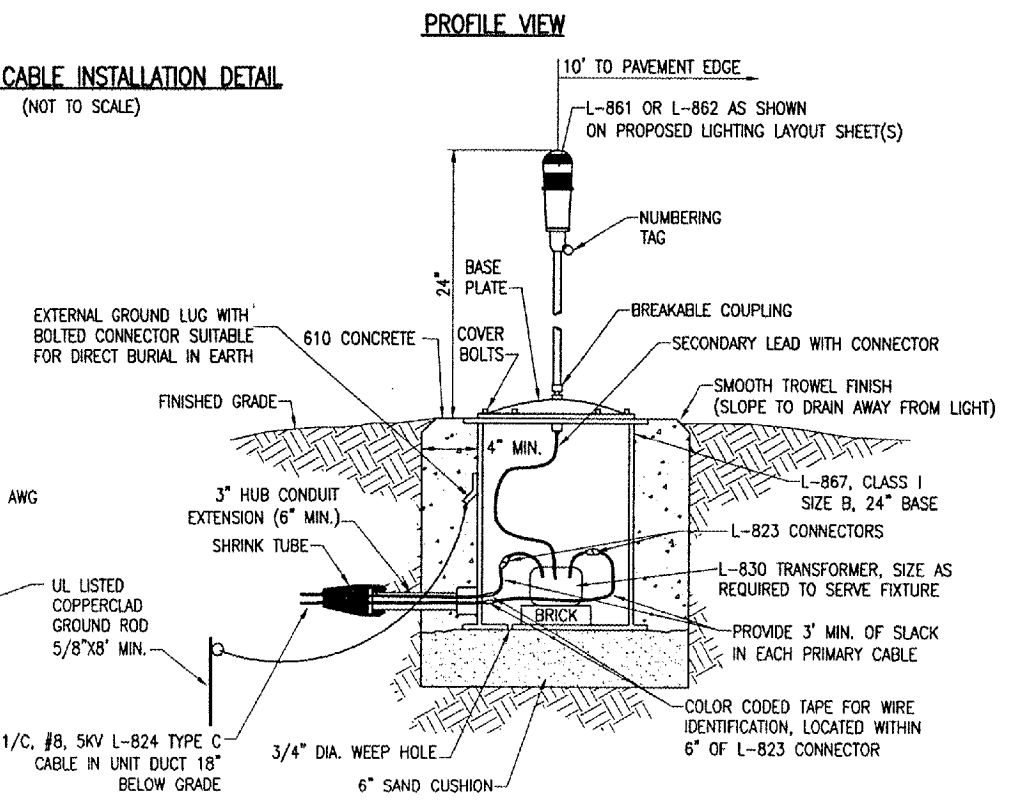 PROFILE VIEW
CABLE INSTALLATION DETAIL
(NOT TO SCALE)
10' TO PAVEMENT EDGE
L-861 OR L-862 AS SHOWN
ON PROPOSED LIGHTING LAYOUT SHEET(S)
NUMBERING
TAG
24"
BASE
PLATE
BREAKABLE COUPLING
EXTERNAL GROUND LUG WITH
BOLTED CONNECTOR SUITABLE
FOR DIRECT BURIAL IN EARTH
610 CONCRETE
COVER
BOLTS
SECONDARY LEAD WITH CONNECTOR
FINISHED GRADE
SMOOTH TROWEL FINISH
(SLOPE TO DRAIN AWAY FROM LIGHT)
4" MIN.
AWG
3" HUB CONDUIT
EXTENSION (6" MIN.)
SHRINK TUBE
L-867, CLASS I
SIZE B, 24" BASE
L-823 CONNECTORS
L-830 TRANSFORMER, SIZE AS
REQUIRED TO SERVE FIXTURE
UL LISTED
COPPERCLAD
GROUND ROD
5/8"X8' MIN.
BRICK
PROVIDE 3' MIN. OF SLACK
IN EACH PRIMARY CABLE
COLOR CODED TAPE FOR WIRE
IDENTIFICATION, LOCATED WITHIN
6" OF L-823 CONNECTOR
1/C, #8, 5KV L-824 TYPE C
CABLE IN UNIT DUCT 18"
BELOW GRADE
3/4" DIA. WEEP HOLE
6" SAND CUSHION